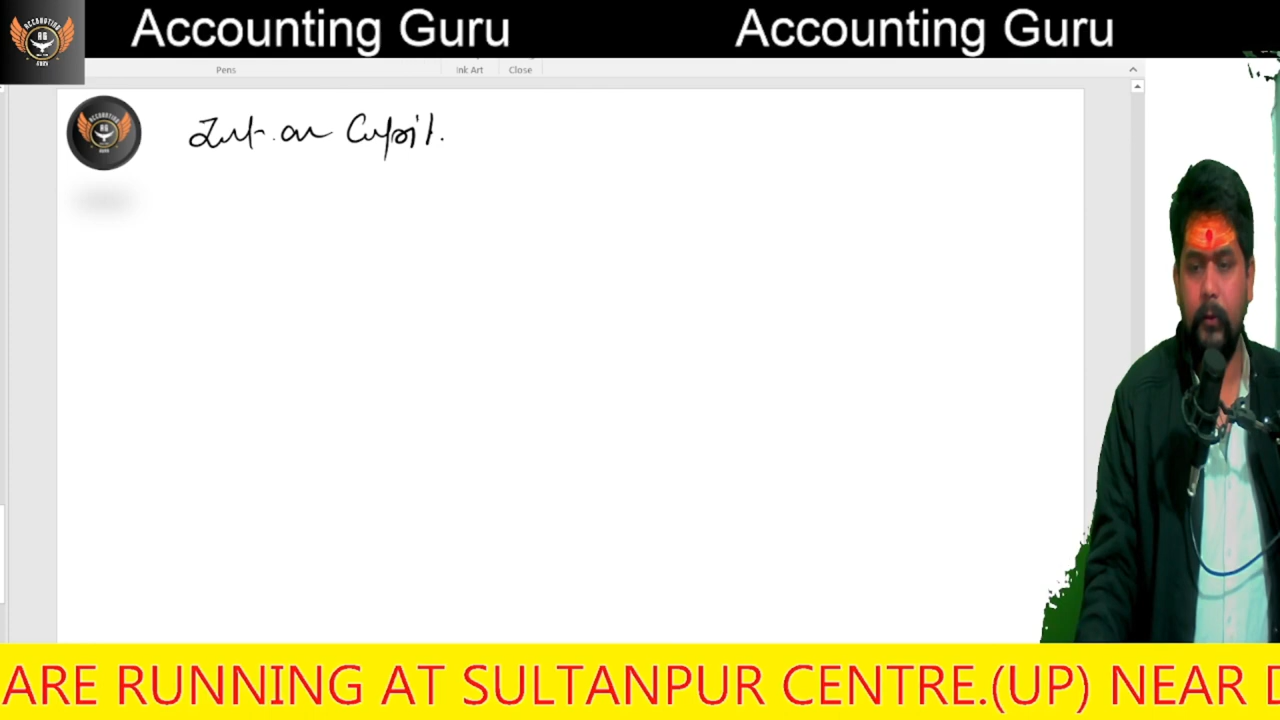 Accounting Guru Accounting Guru
Pens Ink Art Close
Int. on Capital.
ARE RUNNING AT SULTANPUR CENTRE.(UP) NEAR D